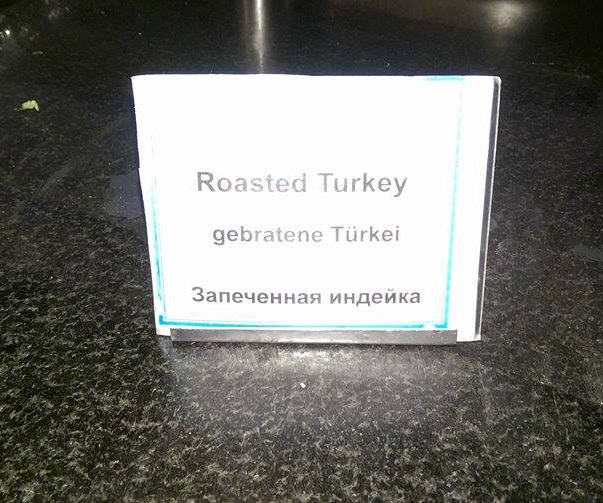 Roasted Turkey
gebratene Türkei
Запеченная индейка